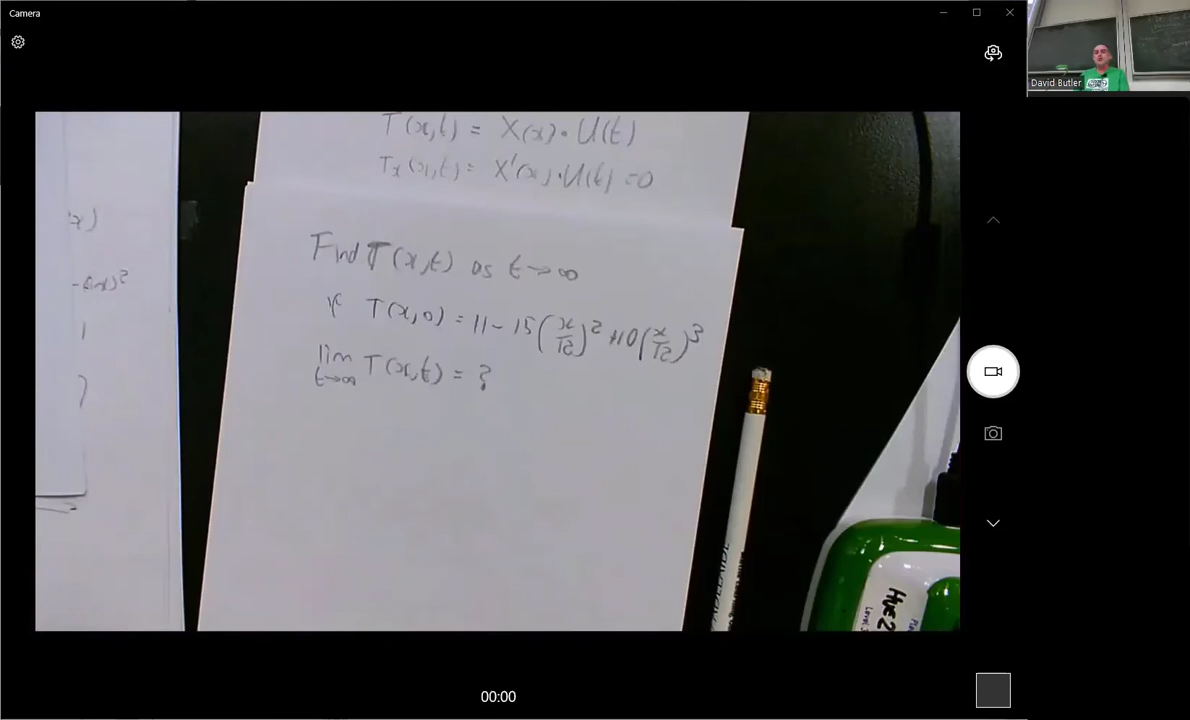 Camera
David Butler
T(x,t) = X(x) · U(t)
Tx(x,t) = X'(x) · U(t) = 0
x)
-(x)²
Find T(x,t) as t→∞
if T(x,0) = 11 - 15(x/12)² + 10(x/12)³
lim t→∞ T(x,t) = ?
00:00